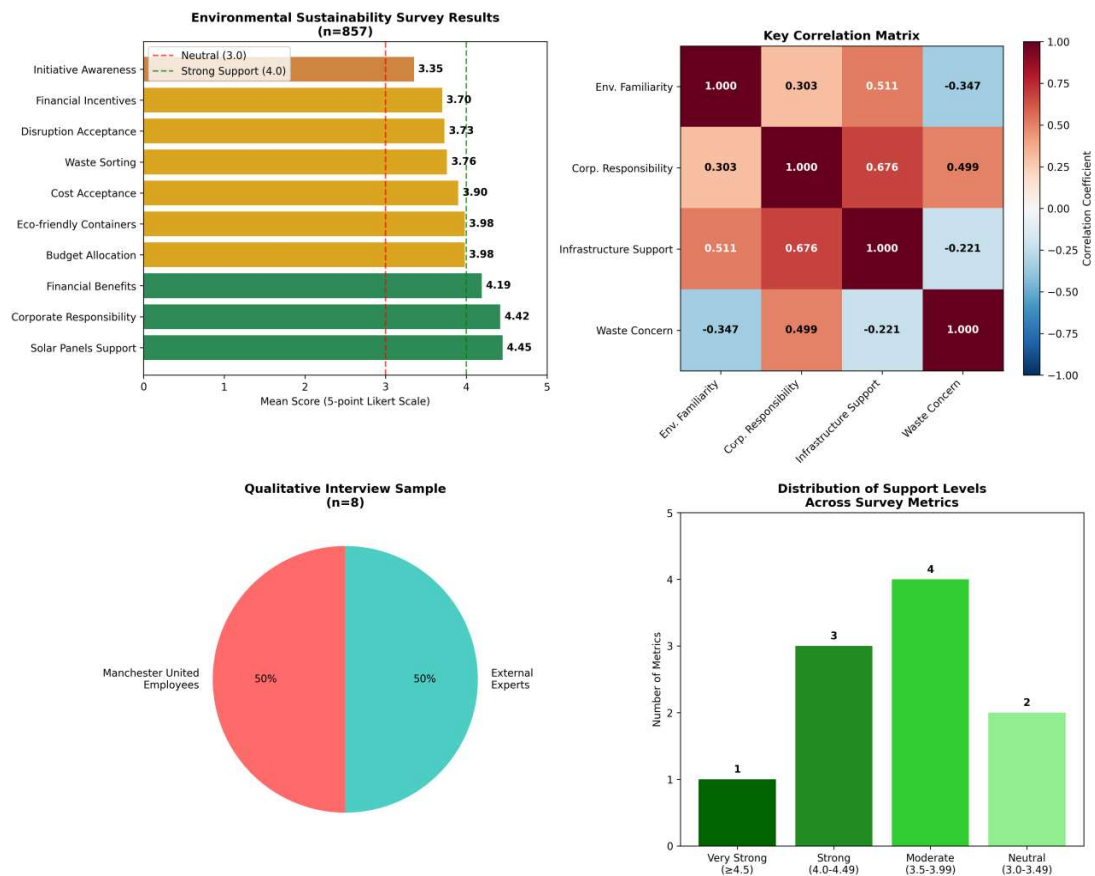 Environmental Sustainability Survey Results
(n=857)
Neutral (3.0)
Strong Support (4.0)
Initiative Awareness 3.35
Financial Incentives 3.70
Disruption Acceptance 3.73
Waste Sorting 3.76
Cost Acceptance 3.90
Eco-friendly Containers 3.98
Budget Allocation 3.98
Financial Benefits 4.19
Corporate Responsibility 4.42
Solar Panels Support 4.45
0 1 2 3 4 5
Mean Score (5-point Likert Scale)
Key Correlation Matrix
Env. Familiarity 1.000 0.303 0.511 -0.347
Corp. Responsibility 0.303 1.000 0.676 0.499
Infrastructure Support 0.511 0.676 1.000 -0.221
Waste Concern -0.347 0.499 -0.221 1.000
Env. Familiarity
Corp. Responsibility
Infrastructure Support
Waste Concern
1.00
0.75
0.50
0.25
0.00
−0.25
−0.50
−0.75
−1.00
Correlation Coefficient
Qualitative Interview Sample
(n=8)
Manchester United
Employees
50%
50%
External
Experts
Distribution of Support Levels
Across Survey Metrics
Number of Metrics
5
4
3
2
1
0
1
3
4
2
Very Strong
(≥4.5)
Strong
(4.0-4.49)
Moderate
(3.5-3.99)
Neutral
(3.0-3.49)